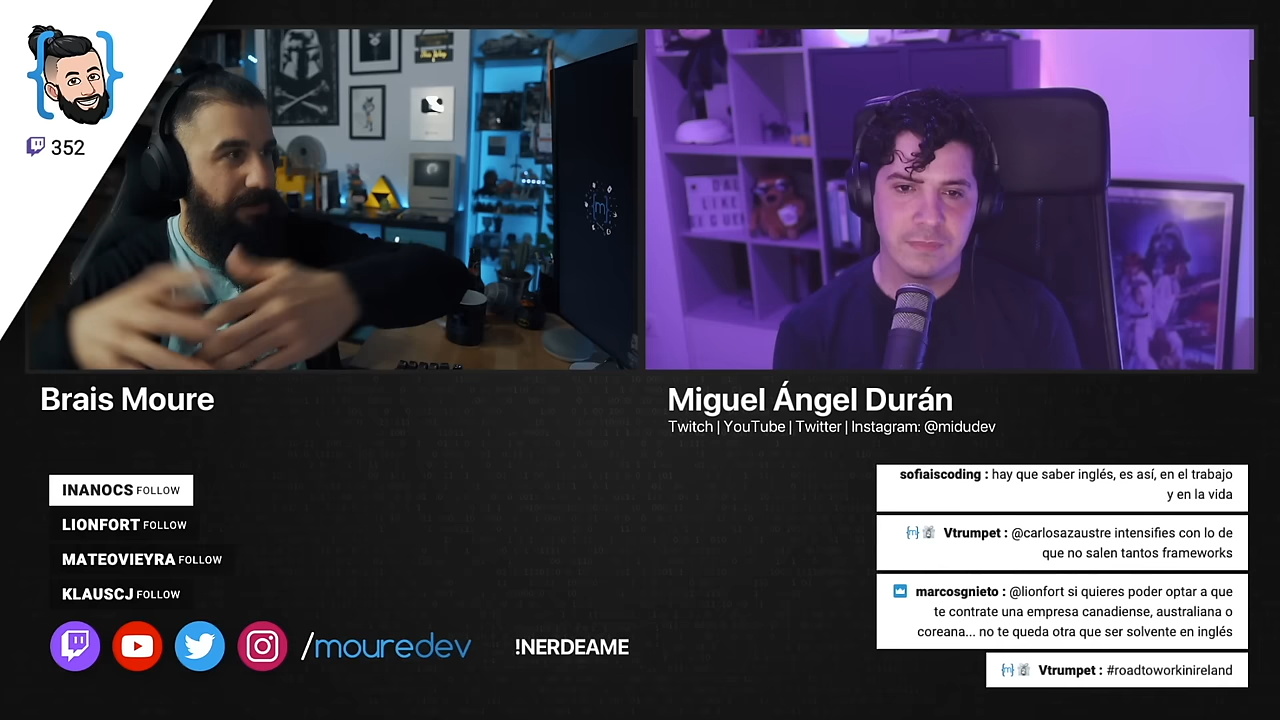 352
Brais Moure
Miguel Ángel Durán
Twitch | YouTube | Twitter | Instagram: @midudev
INANOCS FOLLOW
LIONFORT FOLLOW
MATEOVIEYRA FOLLOW
KLAUSCJ FOLLOW
/mouredev
!NERDEAME
sofiaiscoding : hay que saber inglés, es así, en el trabajo
y en la vida
Vtrumpet : @carlosazaustre intensifies con lo de
que no salen tantos frameworks
marcosgnieto : @lionfort si quieres poder optar a que
te contrate una empresa canadiense, australiana o
coreana... no te queda otra que ser solvente en inglés
Vtrumpet : #roadtoworkinireland